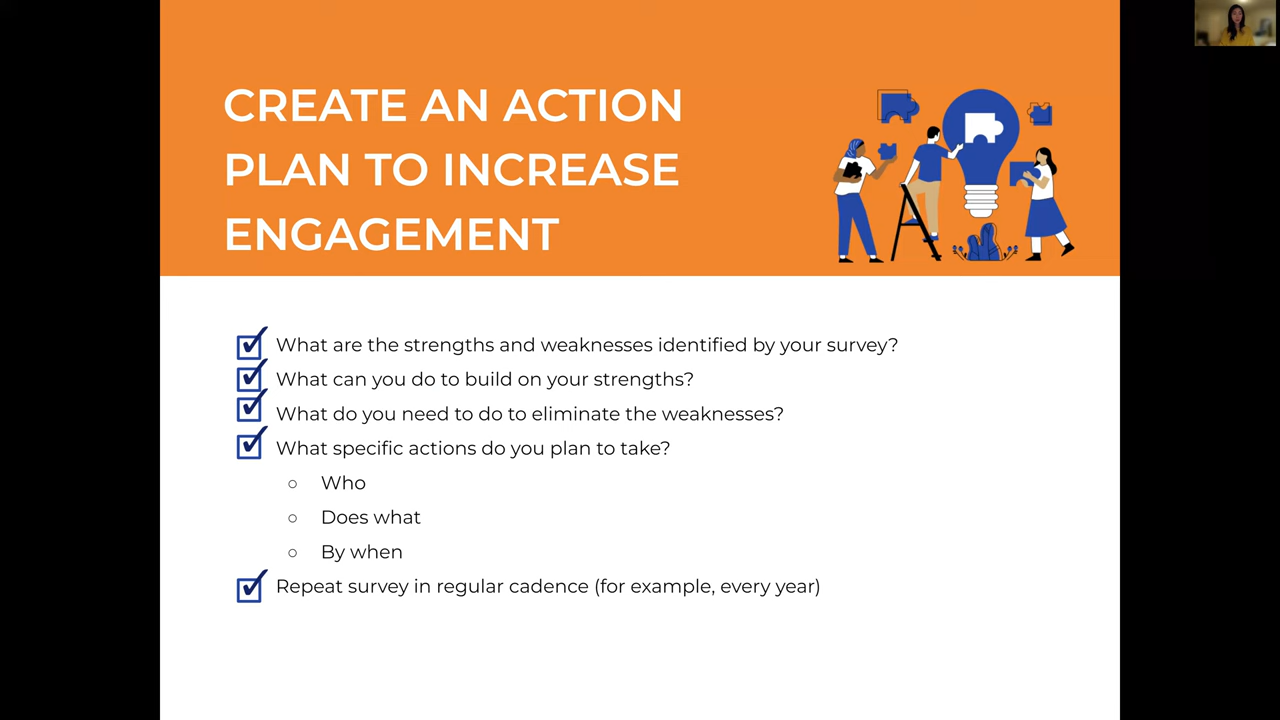 CREATE AN ACTION
PLAN TO INCREASE
ENGAGEMENT
What are the strengths and weaknesses identified by your survey?
What can you do to build on your strengths?
What do you need to do to eliminate the weaknesses?
What specific actions do you plan to take?
Who
Does what
By when
Repeat survey in regular cadence (for example, every year)